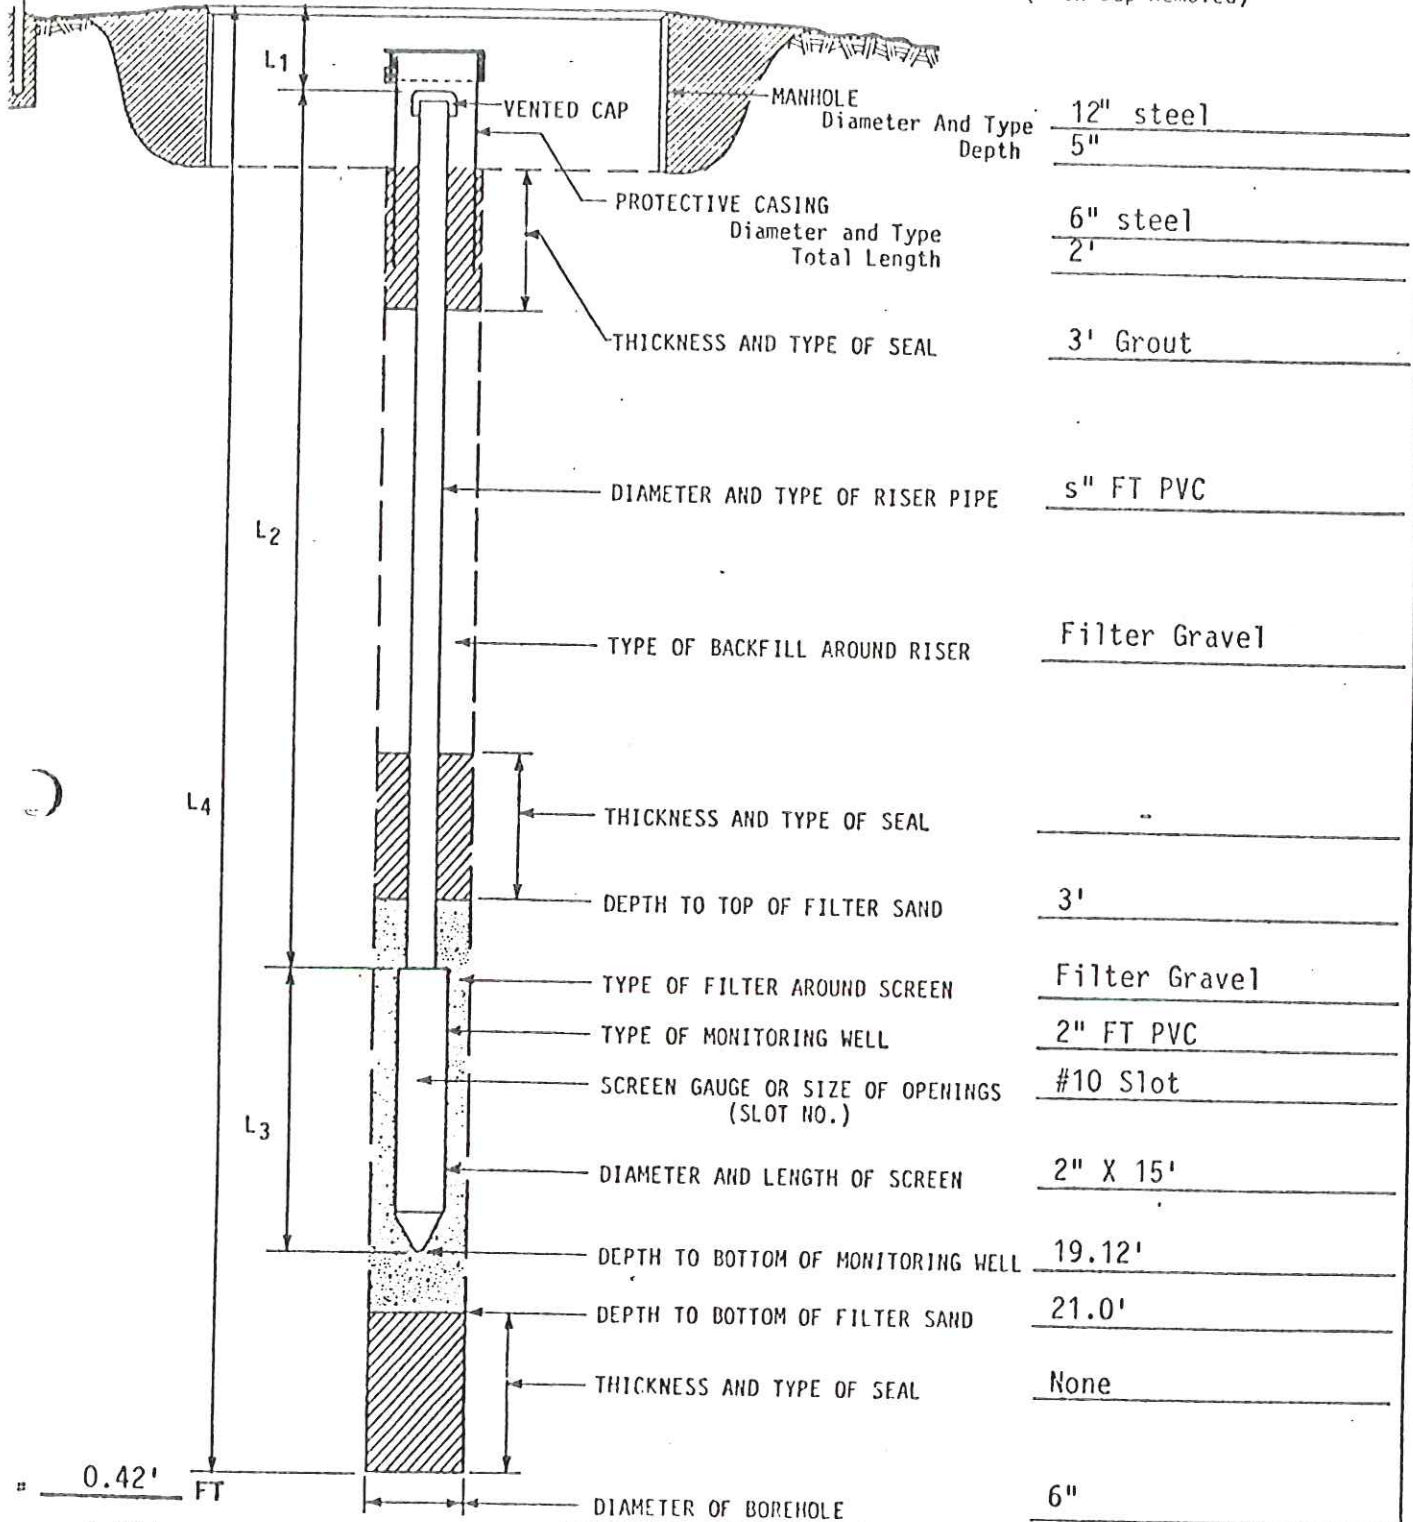 L1
VENTED CAP
MANHOLE
Diameter And Type 12" steel
Depth 5"
PROTECTIVE CASING
Diameter and Type 6" steel
Total Length 2'
THICKNESS AND TYPE OF SEAL 3' Grout
DIAMETER AND TYPE OF RISER PIPE s" FT PVC
L2
TYPE OF BACKFILL AROUND RISER Filter Gravel
L4
THICKNESS AND TYPE OF SEAL
DEPTH TO TOP OF FILTER SAND 3'
TYPE OF FILTER AROUND SCREEN Filter Gravel
TYPE OF MONITORING WELL 2" FT PVC
SCREEN GAUGE OR SIZE OF OPENINGS #10 Slot
(SLOT NO.)
L3
DIAMETER AND LENGTH OF SCREEN 2" X 15'
DEPTH TO BOTTOM OF MONITORING WELL 19.12'
DEPTH TO BOTTOM OF FILTER SAND 21.0'
THICKNESS AND TYPE OF SEAL None
= 0.42' FT
DIAMETER OF BOREHOLE 6"